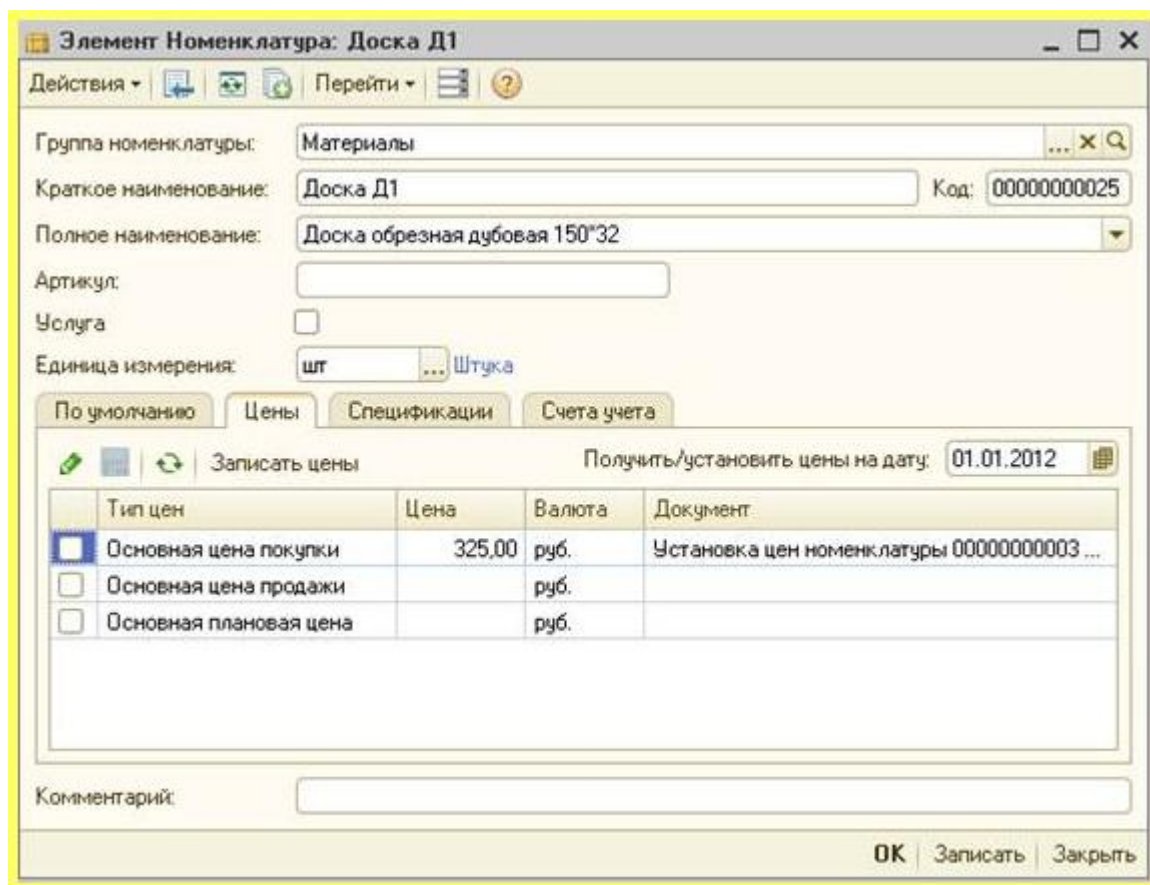 Элемент Номенклатура: Доска Д1
Действия Перейти
Группа номенклатуры: Материалы ...
Краткое наименование: Доска Д1 Код: 00000000025
Полное наименование: Доска обрезная дубовая 150*32
Артикул:
Услуга
Единица измерения: шт ... Штука
По умолчанию Цены Спецификации Счета учета
Записать цены Получить/установить цены на дату: 01.01.2012
Тип цен Цена Валюта Документ
Основная цена покупки 325,00 руб. Установка цен номенклатуры 00000000003 ...
Основная цена продажи руб.
Основная плановая цена руб.
Комментарий:
OK Записать Закрыть